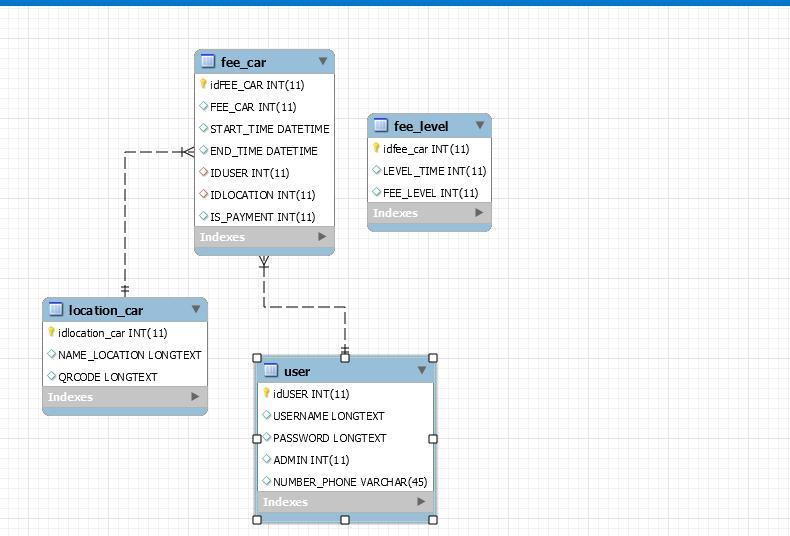 fee_car
idFEE_CAR INT(11)
FEE_CAR INT(11)
START_TIME DATETIME
END_TIME DATETIME
IDUSER INT(11)
IDLOCATION INT(11)
IS_PAYMENT INT(11)
Indexes
fee_level
idfee_car INT(11)
LEVEL_TIME INT(11)
FEE_LEVEL INT(11)
Indexes
location_car
idlocation_car INT(11)
NAME_LOCATION LONGTEXT
QRCODE LONGTEXT
Indexes
user
idUSER INT(11)
USERNAME LONGTEXT
PASSWORD LONGTEXT
ADMIN INT(11)
NUMBER_PHONE VARCHAR(45)
Indexes